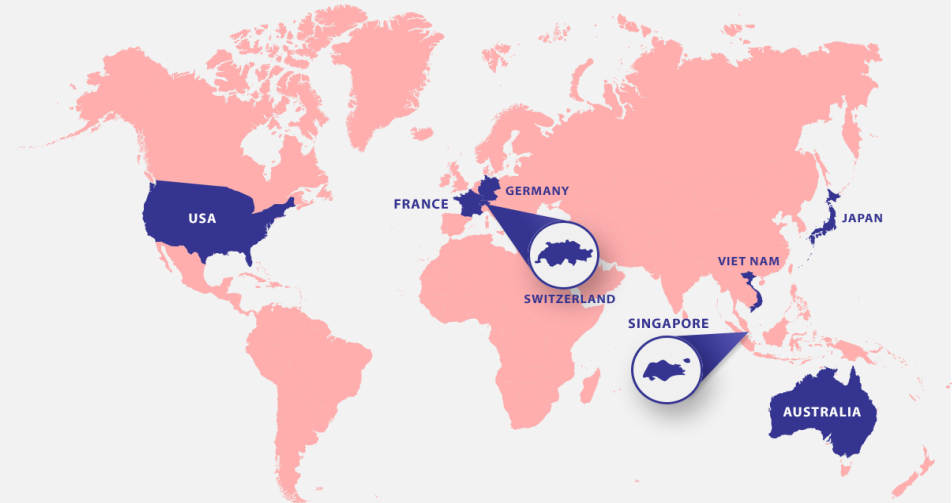 USA
FRANCE
GERMANY
SWITZERLAND
JAPAN
VIET NAM
SINGAPORE
AUSTRALIA